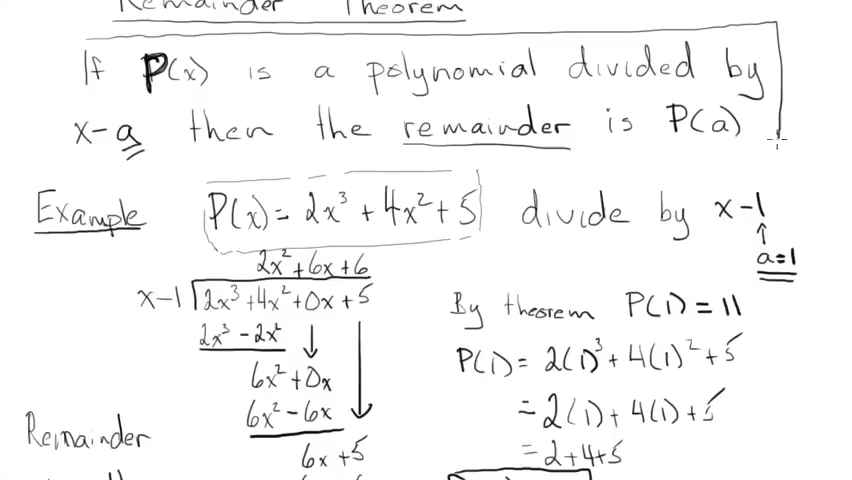 Remainder Theorem
If P(x) is a polynomial divided by
x-a then the remainder is P(a)
Example P(x) = 2x³ + 4x² + 5 divide by x-1
a=1
2x² + 6x + 6
x-1 2x³ + 4x² + 0x + 5
2x³ - 2x²
6x² + 0x
6x² - 6x
6x + 5
Remainder
By theorem P(1) = 11
P(1) = 2(1)³ + 4(1)² + 5
= 2(1) + 4(1) + 5
= 2+4+5